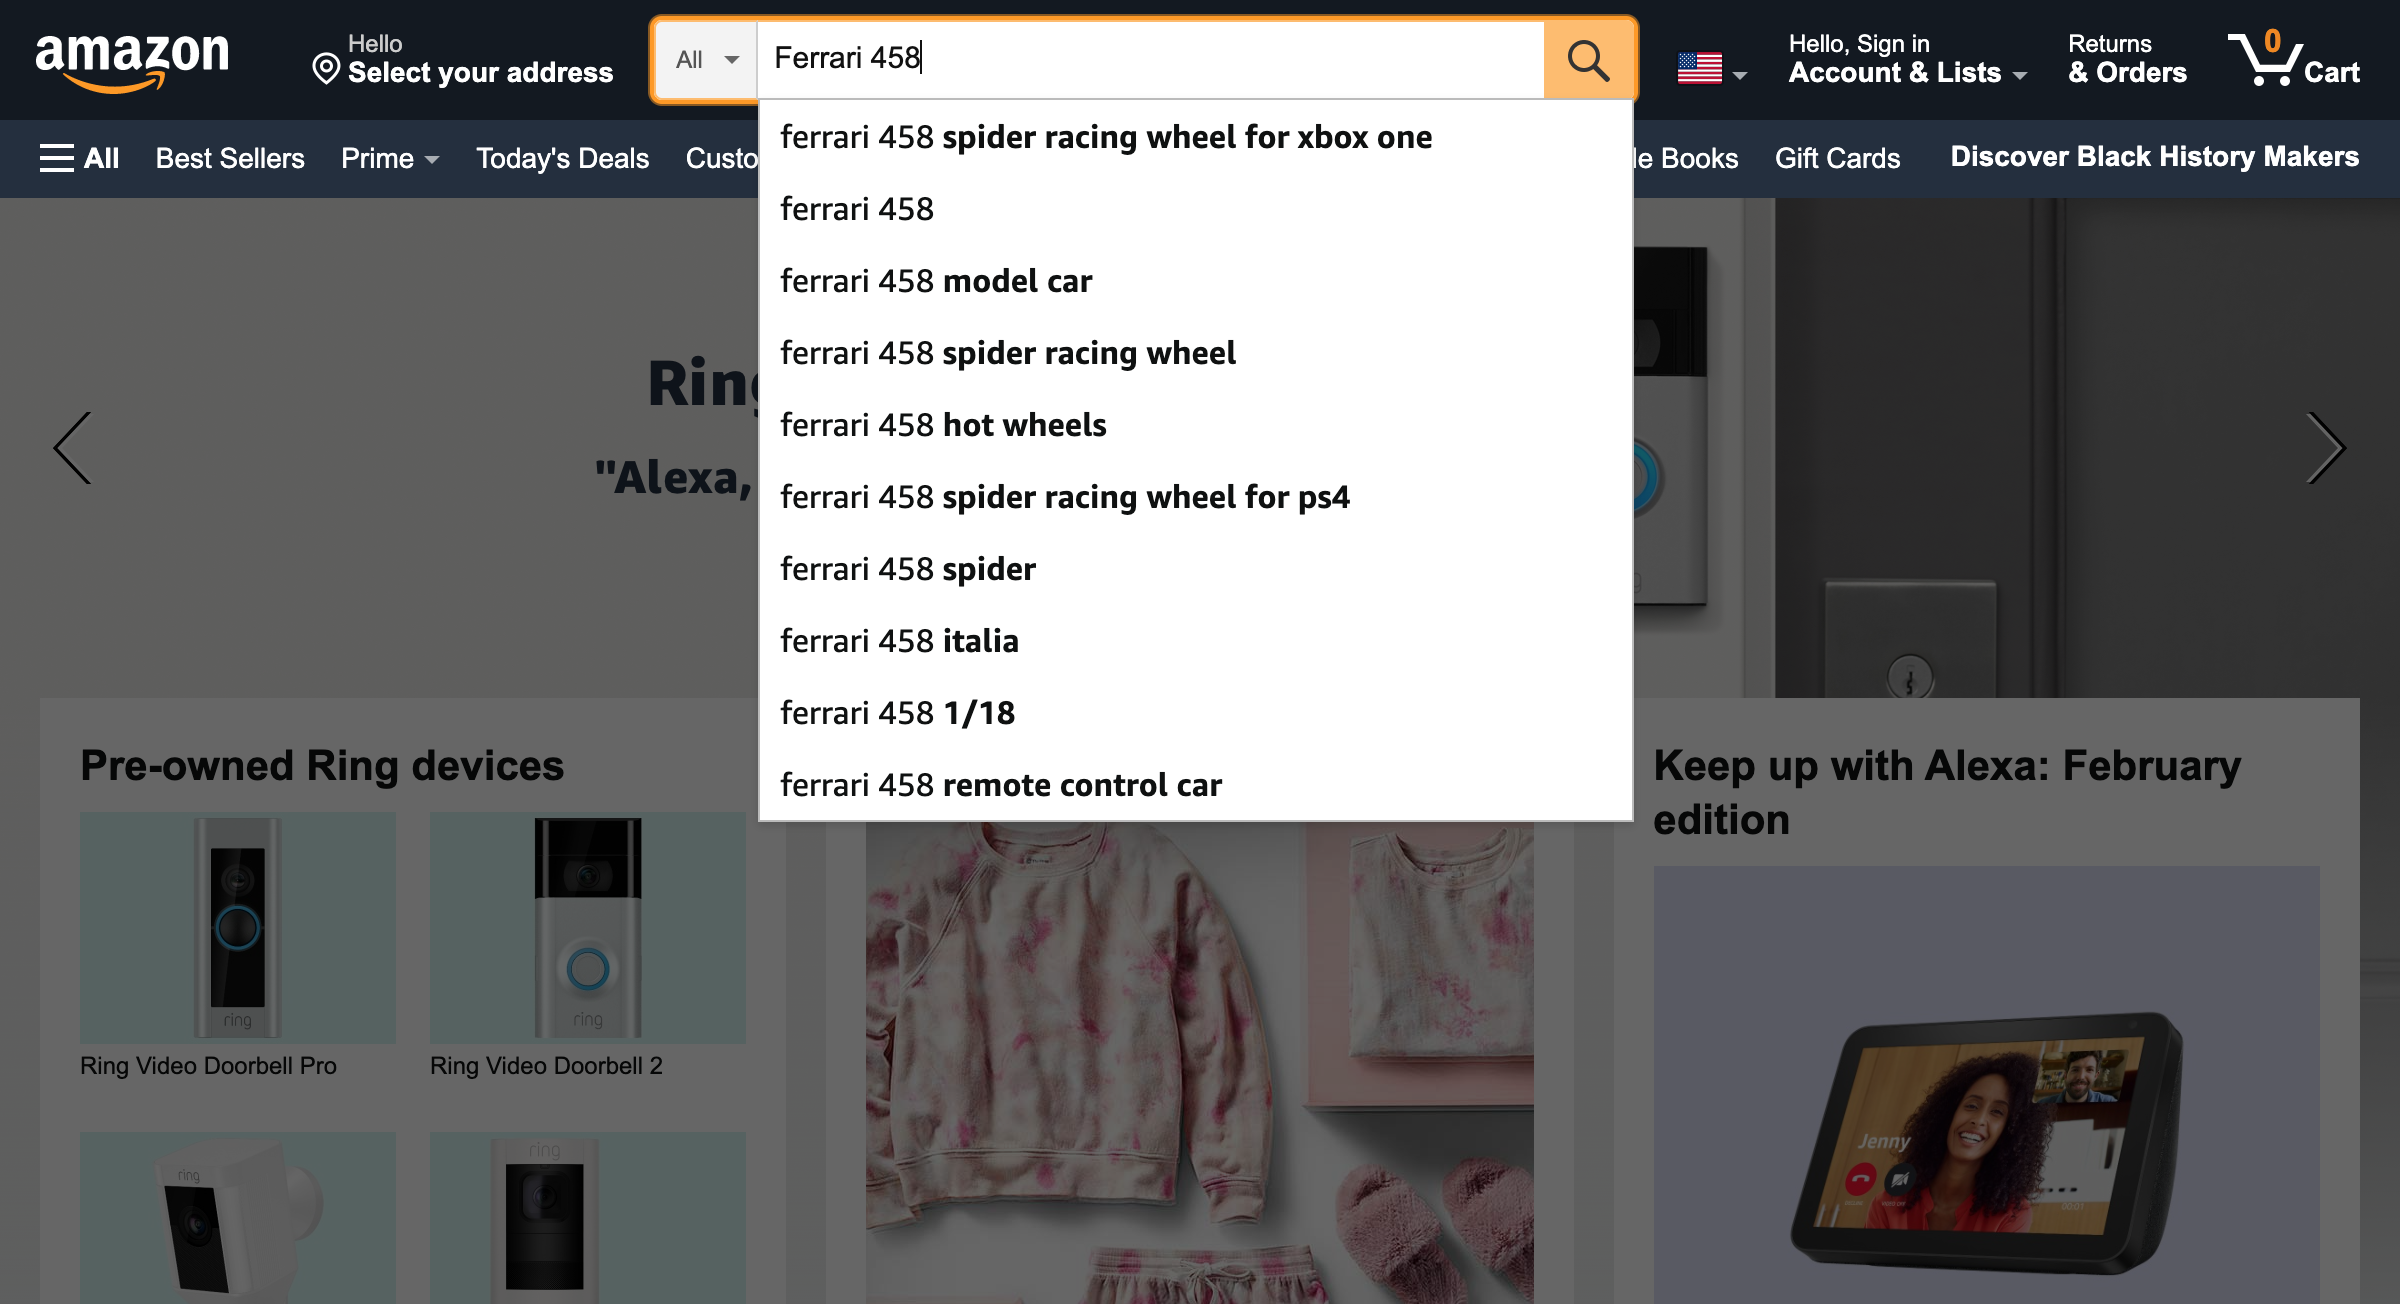 amazon
Hello
Select your address
All
Ferrari 458
Hello, Sign in
Account & Lists
Returns
& Orders
0
Cart
All
Best Sellers
Prime
Today's Deals
Custo
le Books
Gift Cards
Discover Black History Makers
ferrari 458 spider racing wheel for xbox one
ferrari 458
ferrari 458 model car
ferrari 458 spider racing wheel
ferrari 458 hot wheels
ferrari 458 spider racing wheel for ps4
ferrari 458 spider
ferrari 458 italia
ferrari 458 1/18
ferrari 458 remote control car
Ring
"Alexa,
Pre-owned Ring devices
ring
ring
Ring Video Doorbell Pro
Ring Video Doorbell 2
ring
ring
Keep up with Alexa: February
edition
Jenny